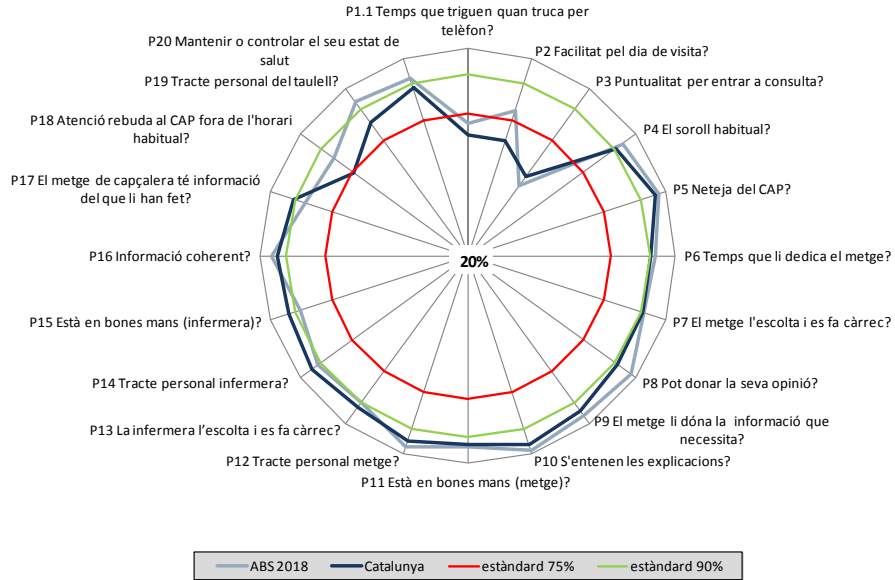 P1.1 Temps que triguen quan truca per
telèfon?
P2 Facilitat pel dia de visita?
P3 Puntualitat per entrar a consulta?
P4 El soroll habitual?
P5 Neteja del CAP?
P6 Temps que li dedica el metge?
P7 El metge l'escolta i es fa càrrec?
P8 Pot donar la seva opinió?
P9 El metge li dóna la informació que
necessita?
P10 S'entenen les explicacions?
P11 Està en bones mans (metge)?
P12 Tracte personal metge?
P13 La infermera l’escolta i es fa càrrec?
P14 Tracte personal infermera?
P15 Està en bones mans (infermera)?
P16 Informació coherent?
P17 El metge de capçalera té informació
del que li han fet?
P18 Atenció rebuda al CAP fora de l'horari
habitual?
P19 Tracte personal del taulell?
P20 Mantenir o controlar el seu estat de
salut
20%
ABS 2018
Catalunya
estàndard 75%
estàndard 90%